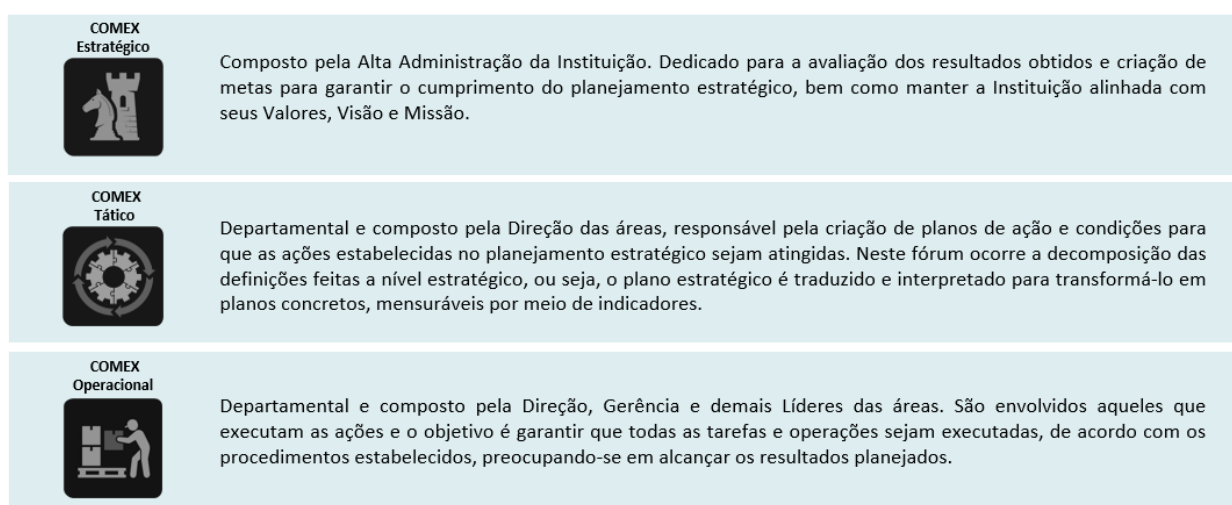 COMEX
Estratégico
Composto pela Alta Administração da Instituição. Dedicado para a avaliação dos resultados obtidos e criação de
metas para garantir o cumprimento do planejamento estratégico, bem como manter a Instituição alinhada com
seus Valores, Visão e Missão.
COMEX
Tático
Departamental e composto pela Direção das áreas, responsável pela criação de planos de ação e condições para
que as ações estabelecidas no planejamento estratégico sejam atingidas. Neste fórum ocorre a decomposição das
definições feitas a nível estratégico, ou seja, o plano estratégico é traduzido e interpretado para transformá-lo em
planos concretos, mensuráveis por meio de indicadores.
COMEX
Operacional
Departamental e composto pela Direção, Gerência e demais Líderes das áreas. São envolvidos aqueles que
executam as ações e o objetivo é garantir que todas as tarefas e operações sejam executadas, de acordo com os
procedimentos estabelecidos, preocupando-se em alcançar os resultados planejados.